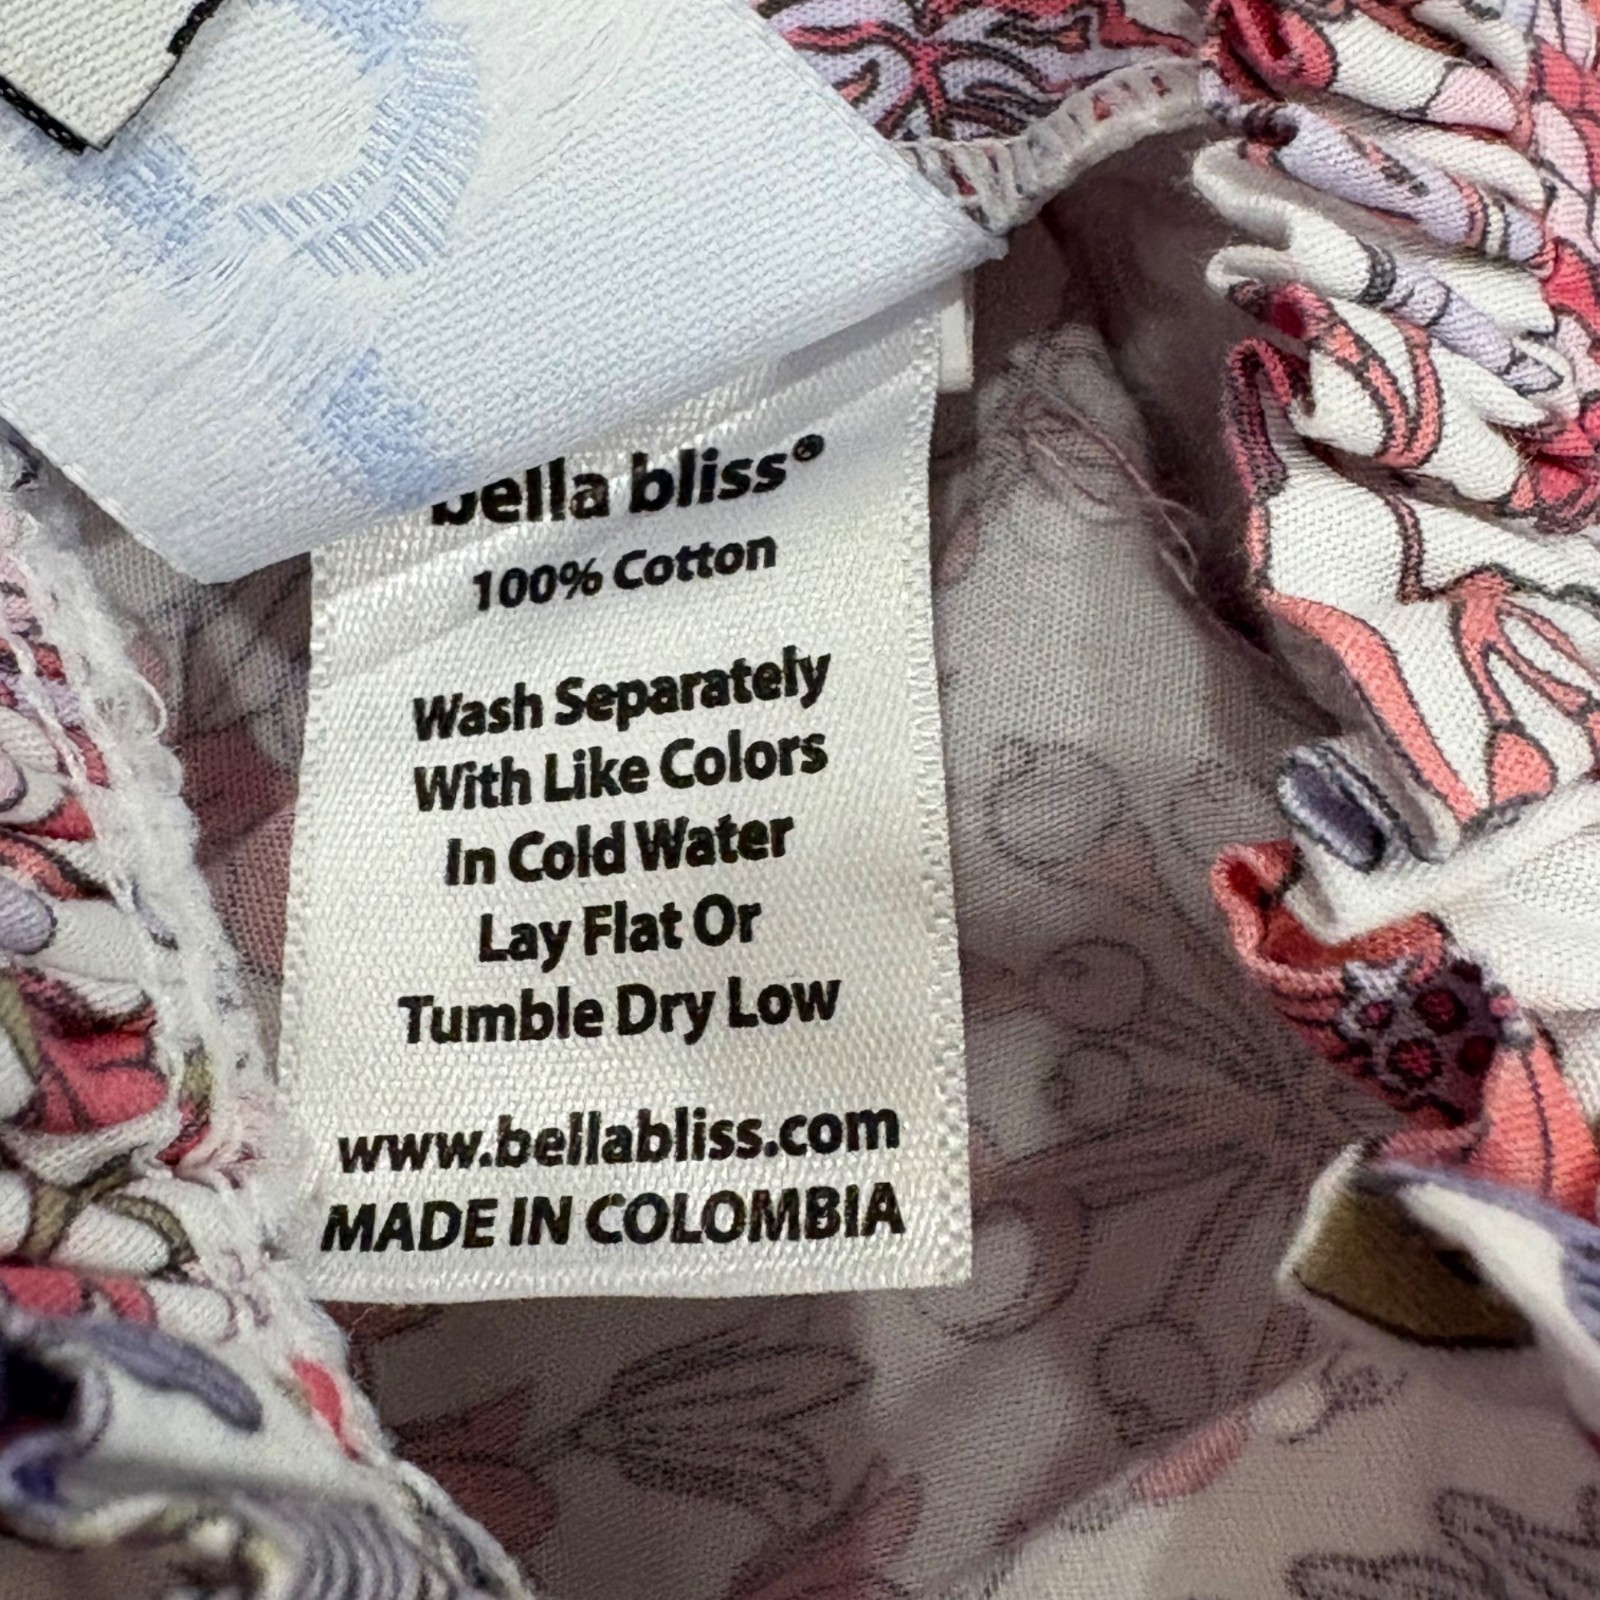 bella bliss®
100% Cotton
Wash Separately
With Like Colors
In Cold Water
Lay Flat Or
Tumble Dry Low
www.bellabliss.com
MADE IN COLOMBIA